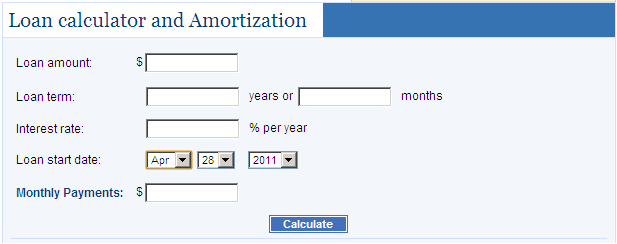 Loan calculator and Amortization
Loan amount: $
Loan term: years or months
Interest rate: % per year
Loan start date: Apr 28 2011
Monthly Payments: $
Calculate